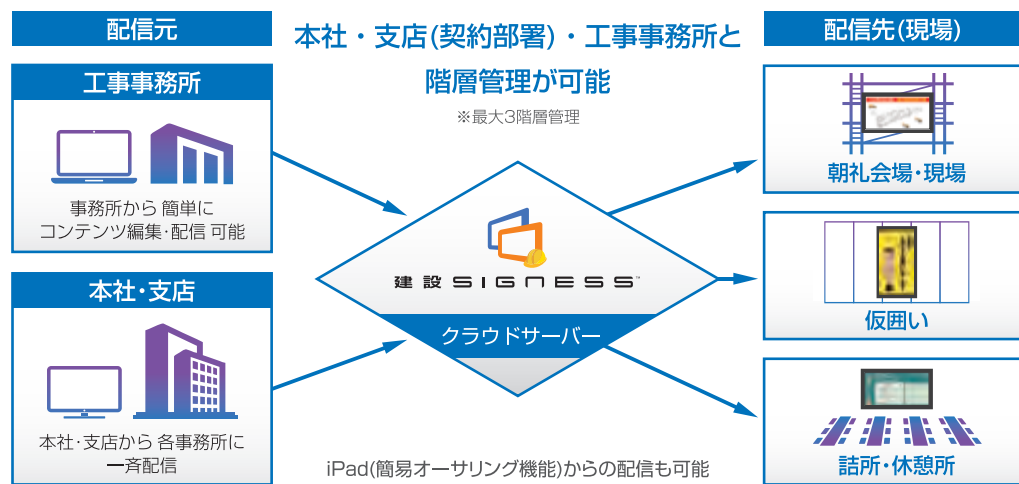 配信元
本社・支店(契約部署)・工事事務所と
階層管理が可能
※最大3階層管理
配信先(現場)
工事事務所
事務所から 簡単に
コンテンツ編集・配信 可能
本社・支店
本社・支店から 各事務所に
一斉配信
建設 SIGNESS™
クラウドサーバー
iPad(簡易オーサリング機能)からの配信も可能
朝礼会場・現場
仮囲い
詰所・休憩所